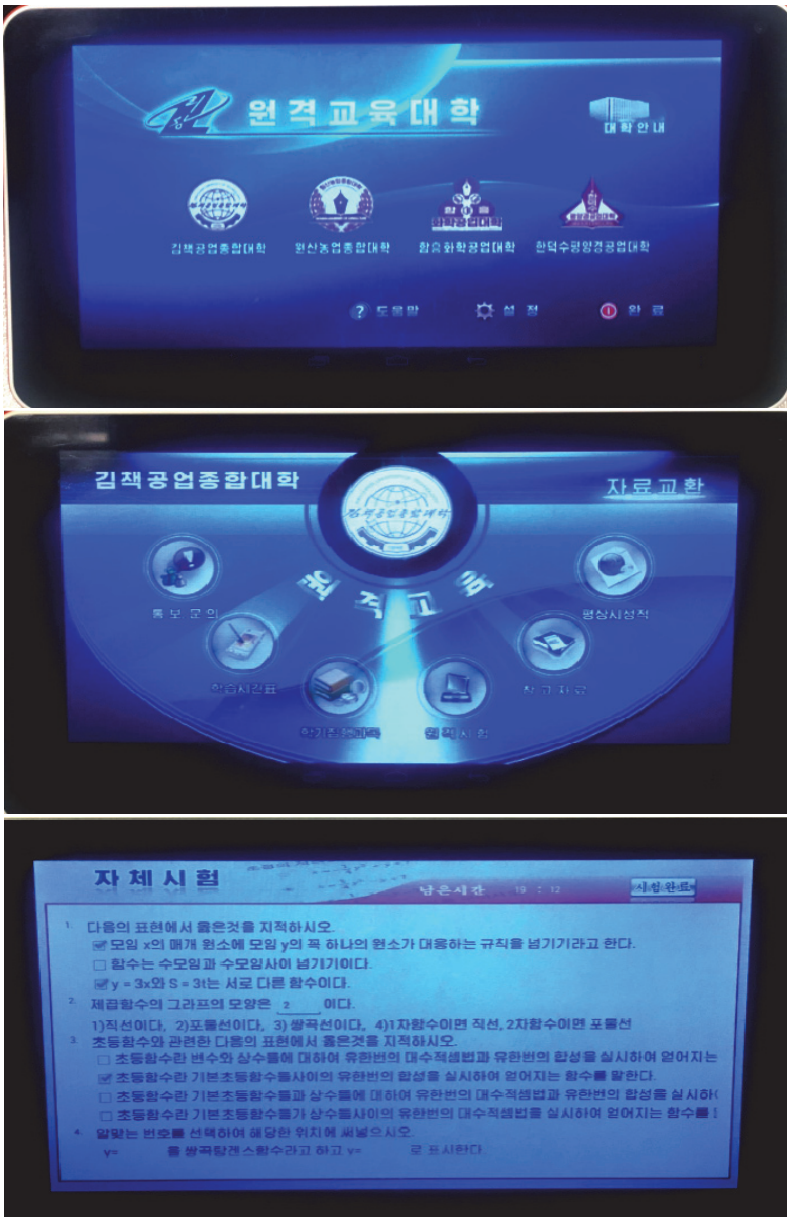 원격교육대학
대학안내
김책공업종합대학
원산농업종합대학
함흥화학공업대학
한덕수평양경공업대학
? 도움말
설정
완료
김책공업종합대학
자료교환
김책공업종합대학
원격교육
통보문의
평상시성적
학습시간표
참고자료
학기집행과목
원격시험
자체시험
남은시간 19 : 12
시험완료
1. 다음의 표현에서 옳은것을 지적하시오.
모임 x의 매개 원소에 모임 y의 꼭 하나의 원소가 대응하는 규칙을 넘기기라고 한다.
함수는 수모임과 수모임사이 넘기기이다.
y = 3x와 S = 3t는 서로 다른 함수이다.
2. 제곱함수의 그라프의 모양은 2 이다.
1)직선이다, 2)포물선이다, 3) 쌍곡선이다, 4)1차함수이면 직선, 2차함수이면 포물선
3. 초등함수와 관련한 다음의 표현에서 옳은것을 지적하시오.
초등함수란 변수와 상수들에 대하여 유한번의 대수적셈법과 유한번의 합성을 실시하여 얻어지는
초등함수란 기본초등함수들사이의 유한번의 합성을 실시하여 얻어지는 함수를 말한다.
초등함수란 기본초등함수들과 상수들에 대하여 유한번의 대수적셈법과 유한번의 합성을 실시하
초등함수란 기본초등함수들가 상수들사이의 유한번의 대수적셈법을 실시하여 얻어지는 함수를
4. 알맞는 번호를 선택하여 해당한 위치에 써넣으시오.
y= 을 쌍곡탕겐스함수라고 하고 y= 로 표시한다.